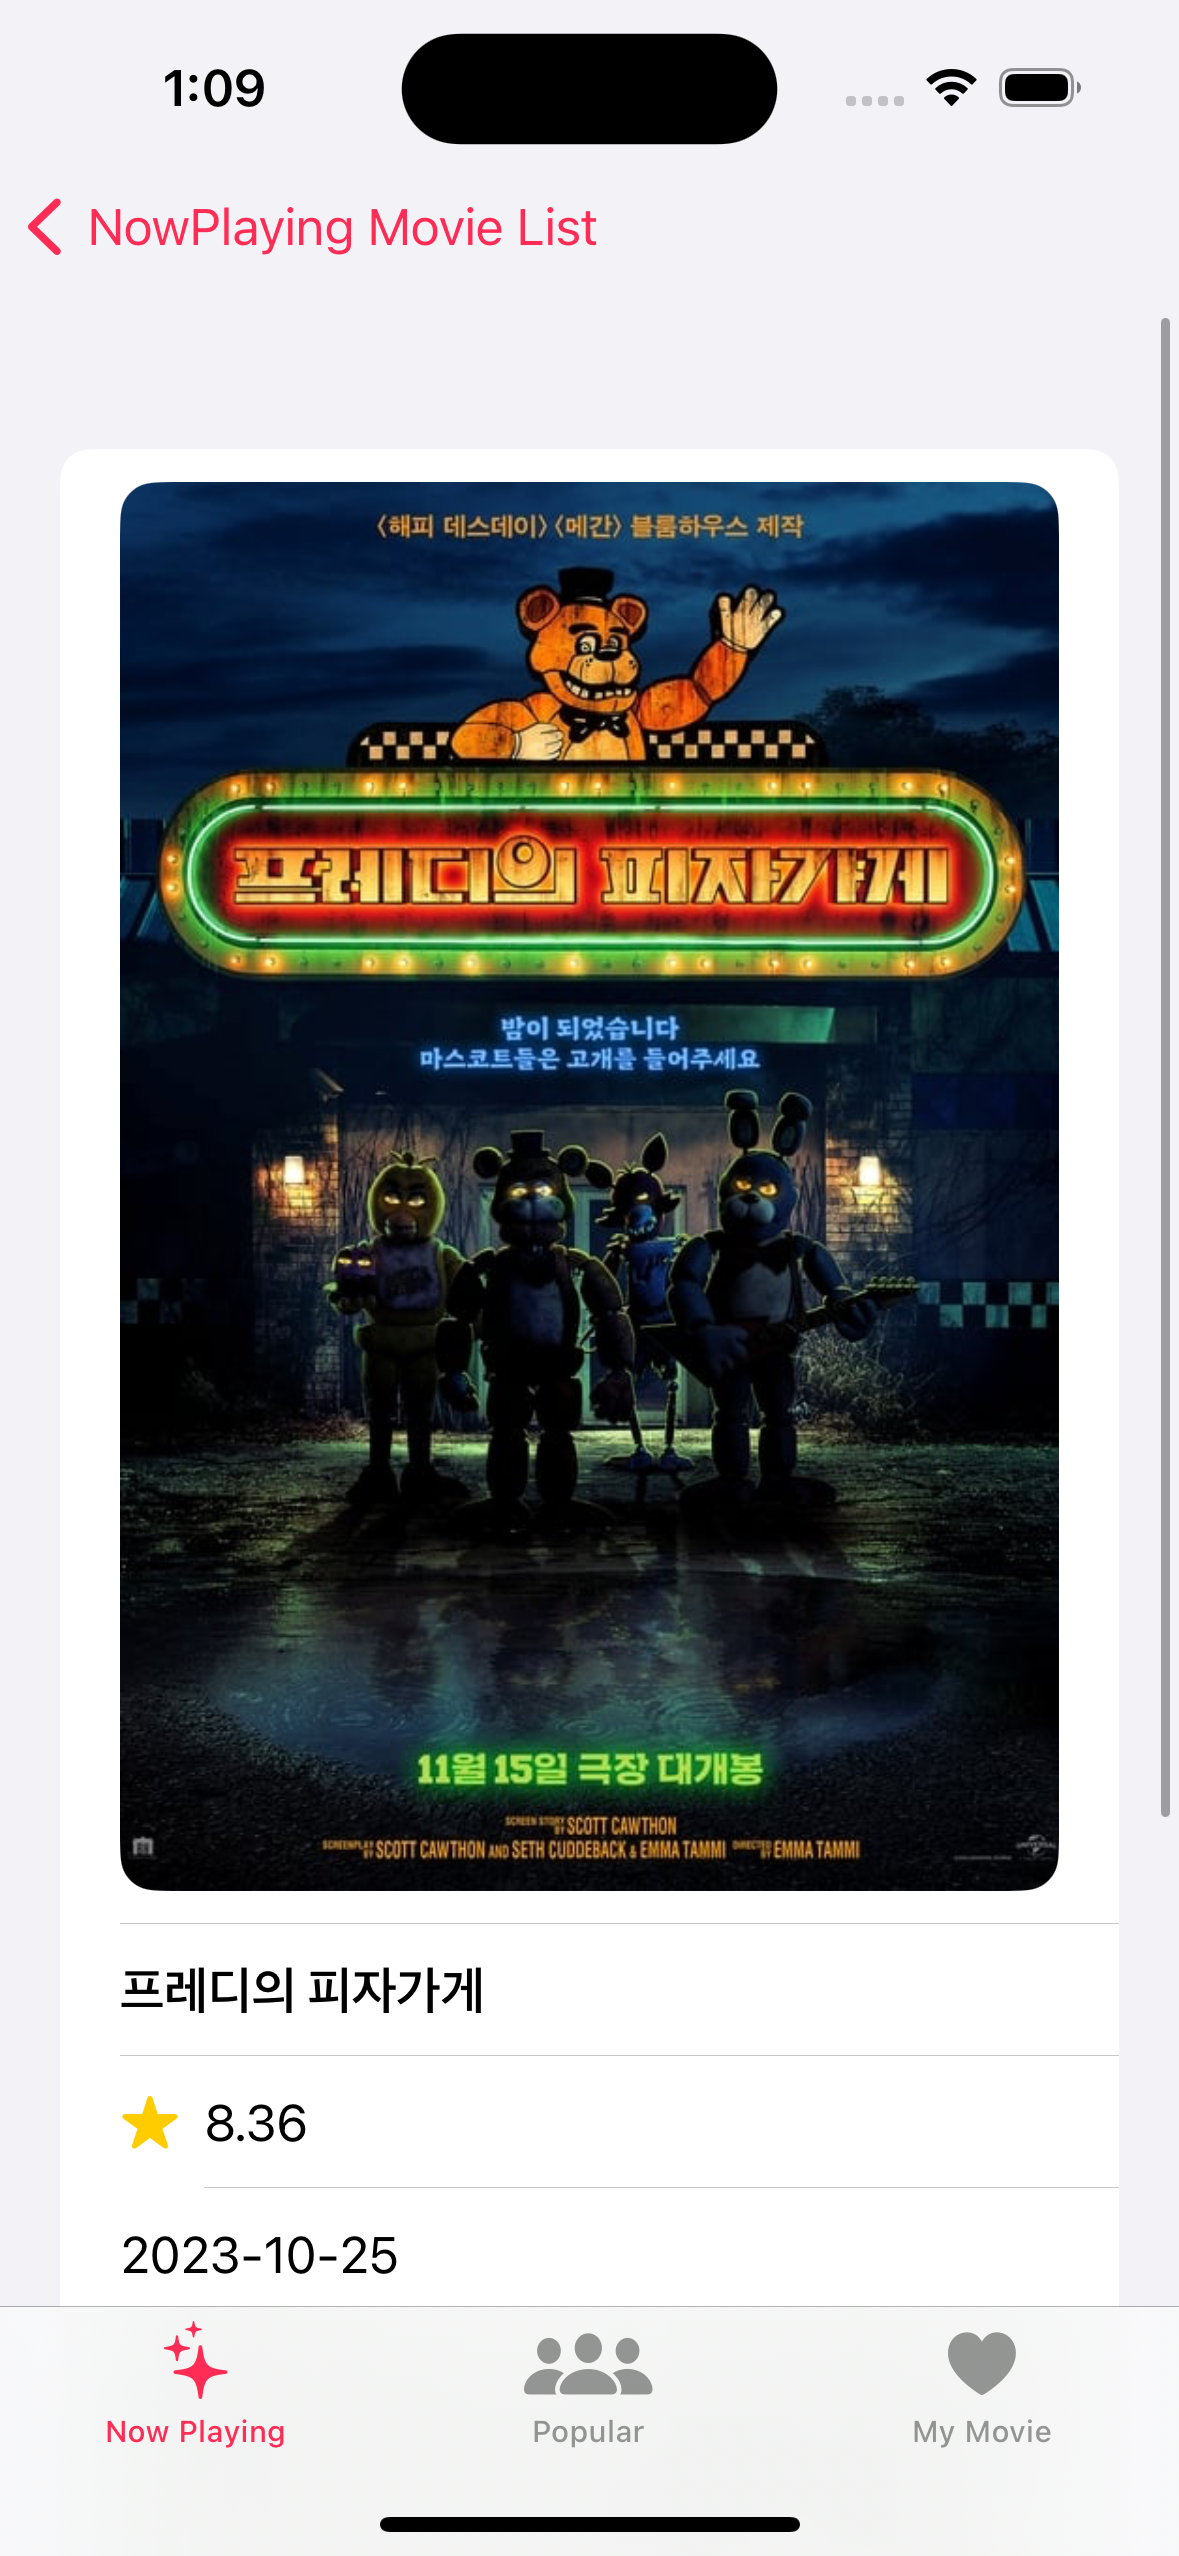 1:09
NowPlaying Movie List
〈해피 데스데이〉 〈메간〉 블룸하우스 제작
프레디의 피자가게
밤이 되었습니다
마스코트들은 고개를 들어주세요
11월 15일 극장 대개봉
SCREEN STORY BY SCOTT CAWTHON
SCREENPLAY BY SCOTT CAWTHON AND SETH CUDDEBACK & EMMA TAMMI DIRECTED BY EMMA TAMMI
프레디의 피자가게
8.36
2023-10-25
Now Playing
Popular
My Movie